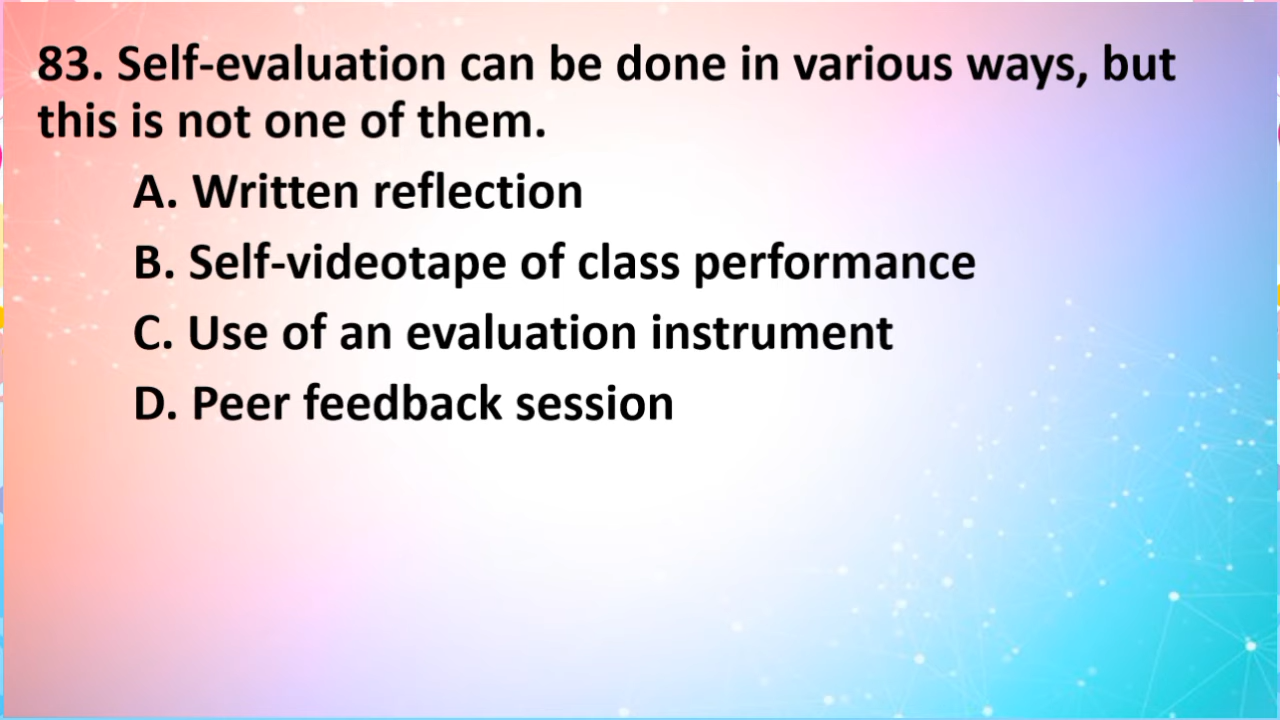 83. Self-evaluation can be done in various ways, but
this is not one of them.
A. Written reflection
B. Self-videotape of class performance
C. Use of an evaluation instrument
D. Peer feedback session